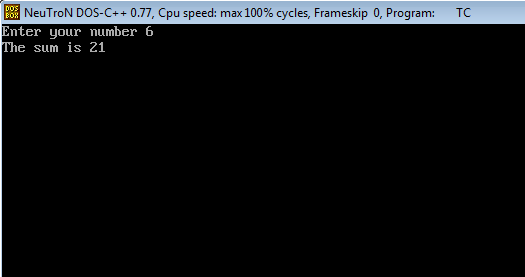 DOS BOX
NeuTroN DOS-C++ 0.77, Cpu speed: max 100% cycles, Frameskip 0, Program: TC
Enter your number 6
The sum is 21